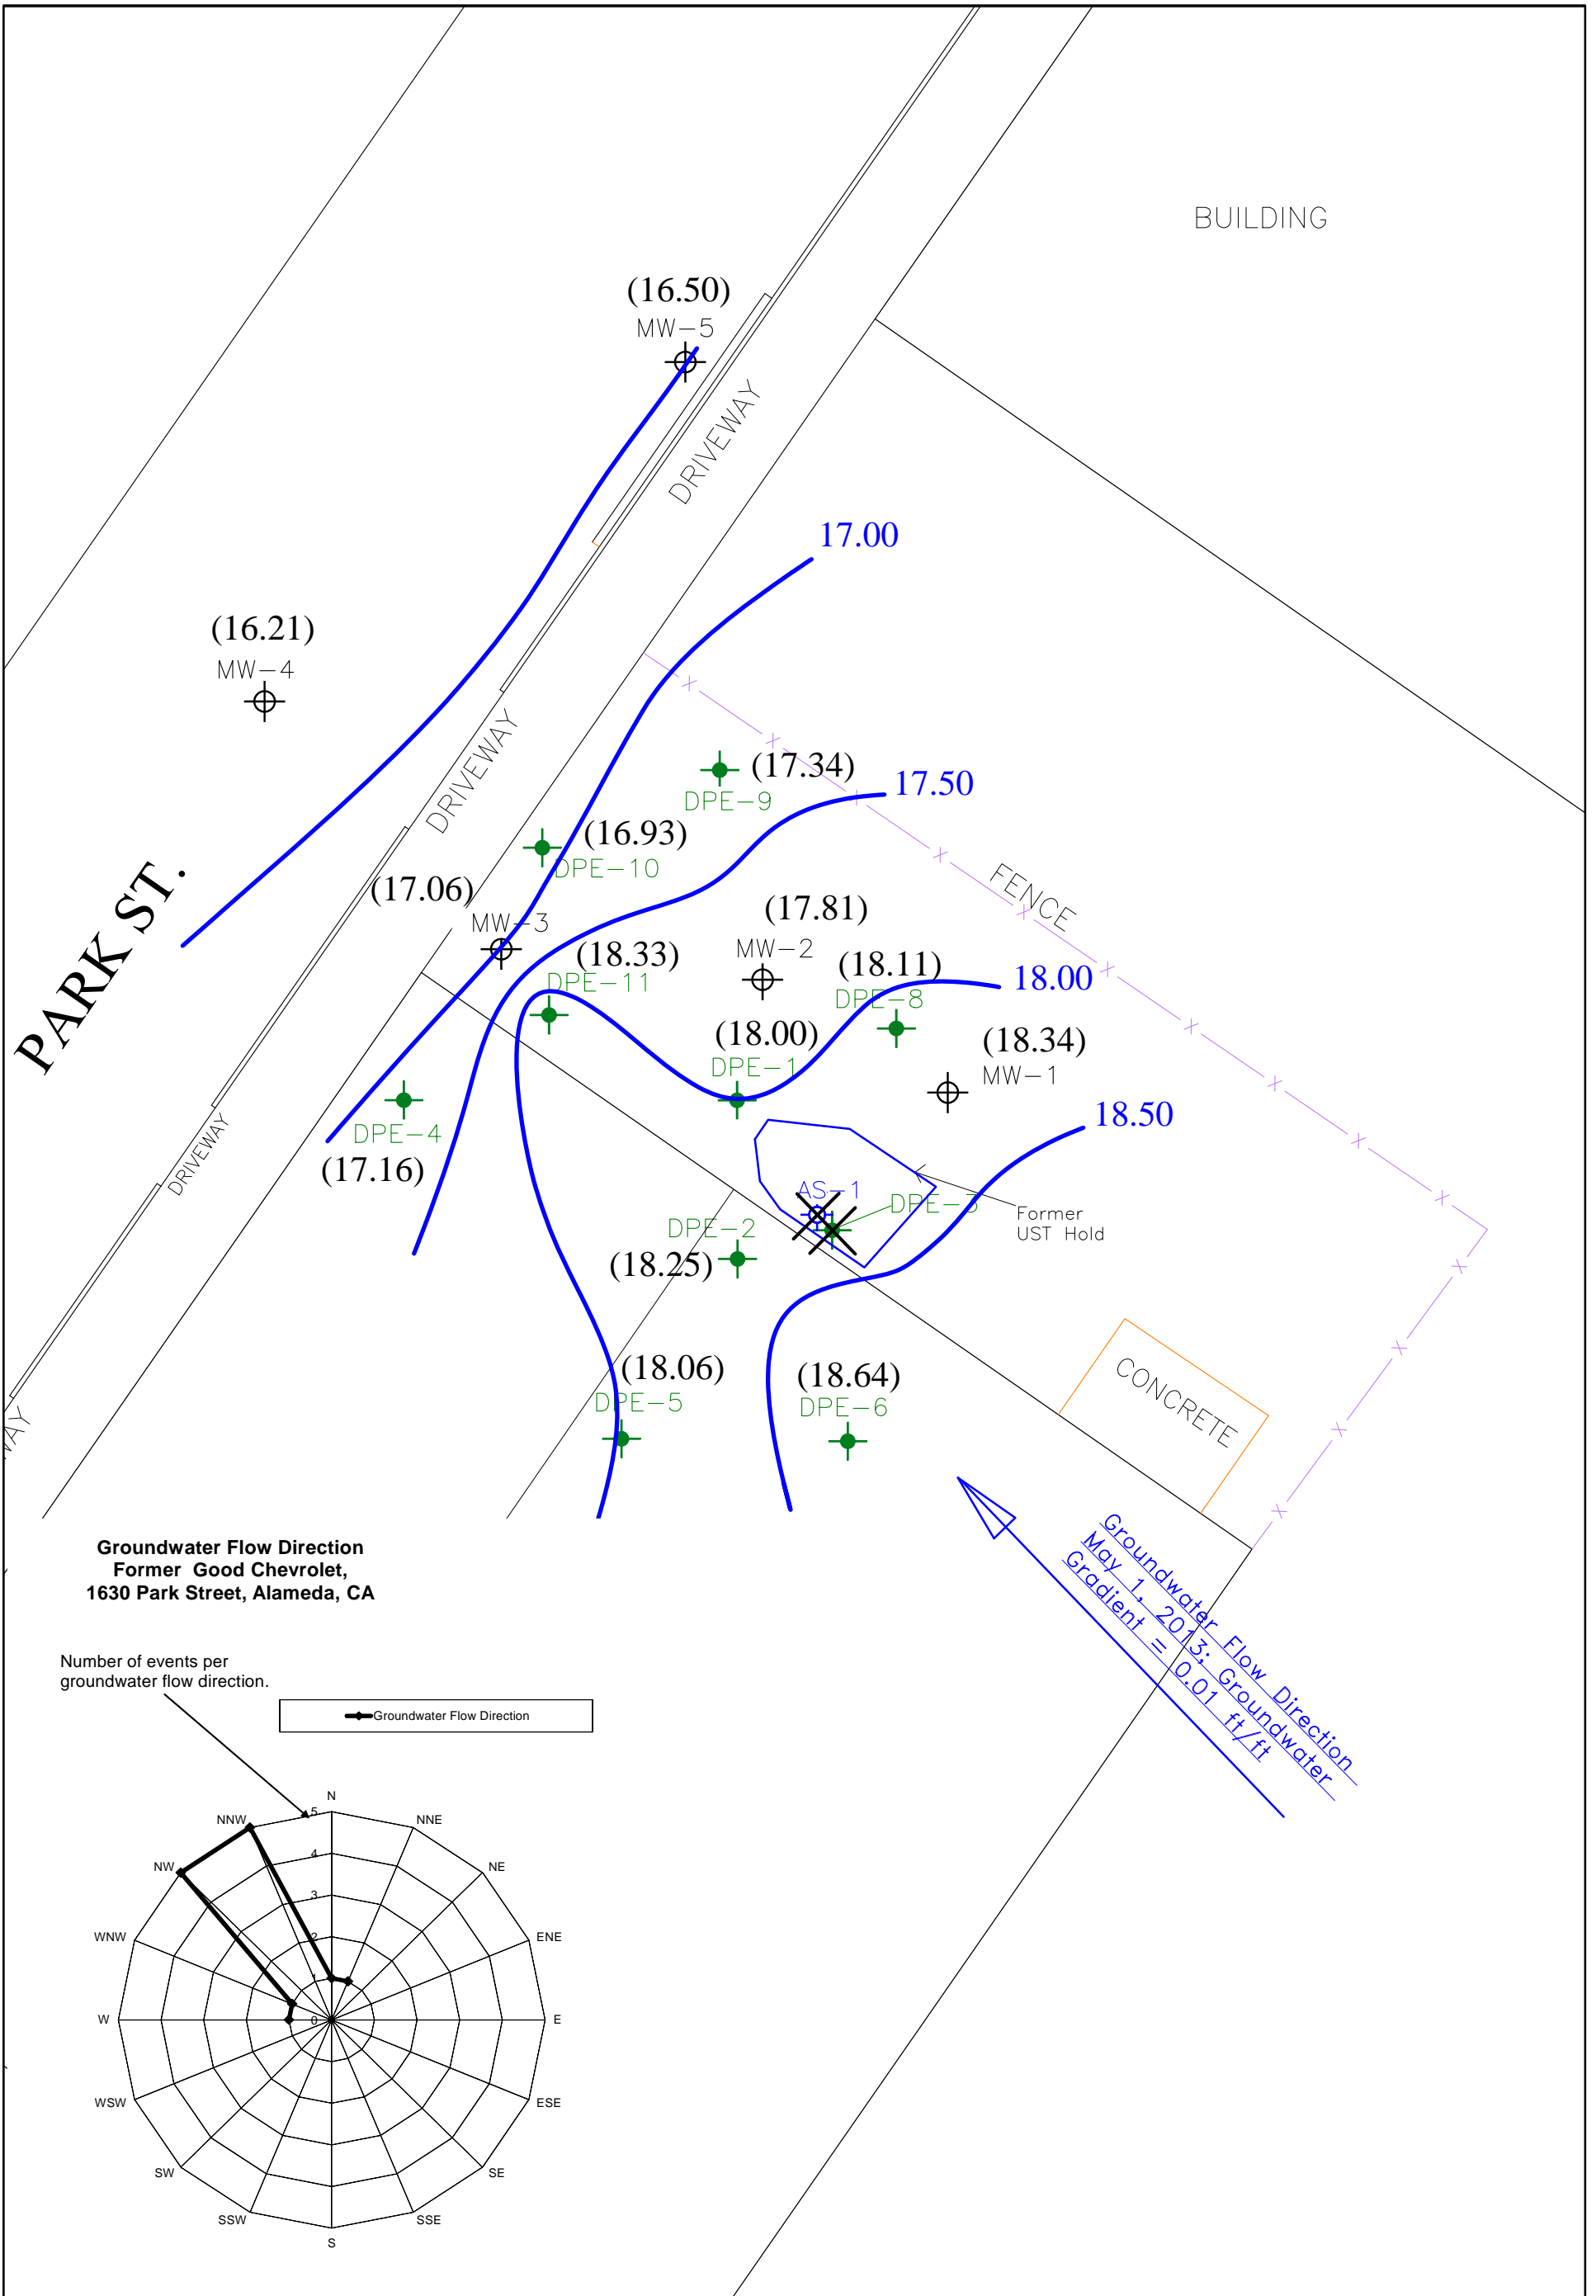 BUILDING
(16.50)
MW-5
DRIVEWAY
17.00
(16.21)
MW-4
DRIVEWAY
(17.34)
DPE-9
17.50
(16.93)
DPE-10
PARK ST.
(17.06)
MW-3
FENCE
(17.81)
MW-2
(18.33)
DPE-11
(18.11)
DPE-8
18.00
(18.00)
DPE-1
(18.34)
MW-1
18.50
DPE-4
(17.16)
DRIVEWAY
AS-1
DPE-3
Former
UST Hold
DPE-2
(18.25)
(18.06)
DPE-5
(18.64)
DPE-6
CONCRETE
WAY
Groundwater Flow Direction
May 1, 2013; Groundwater
Gradient = 0.01 ft/ft
Groundwater Flow Direction
Former Good Chevrolet,
1630 Park Street, Alameda, CA
Number of events per
groundwater flow direction.
Groundwater Flow Direction
N
NNE
NE
ENE
E
ESE
SE
SSE
S
SSW
SW
WSW
W
WNW
NW
NNW
5
4
3
2
1
0